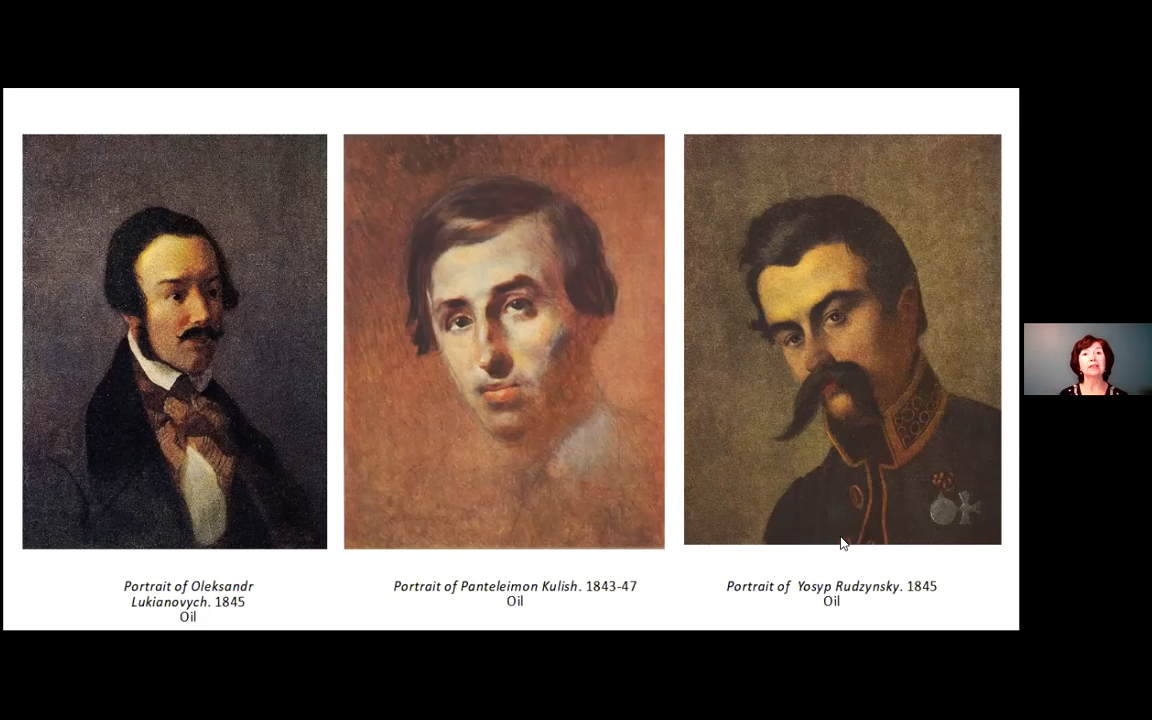 Portrait of Oleksandr
Lukianovych. 1845
Oil
Portrait of Panteleimon Kulish. 1843-47
Oil
Portrait of Yosyp Rudzynsky. 1845
Oil